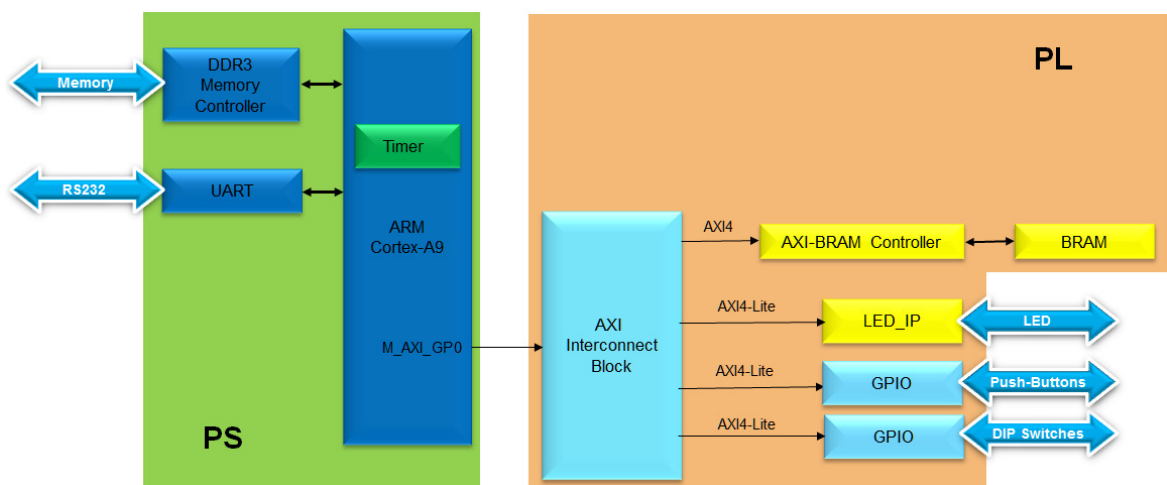 PL
DDR3
Memory
Controller
Memory
Timer
RS232
UART
ARM
Cortex-A9
AXI4
AXI-BRAM Controller
BRAM
AXI4-Lite
LED_IP
LED
AXI
Interconnect
Block
M_AXI_GP0
AXI4-Lite
GPIO
Push-Buttons
AXI4-Lite
GPIO
DIP Switches
PS